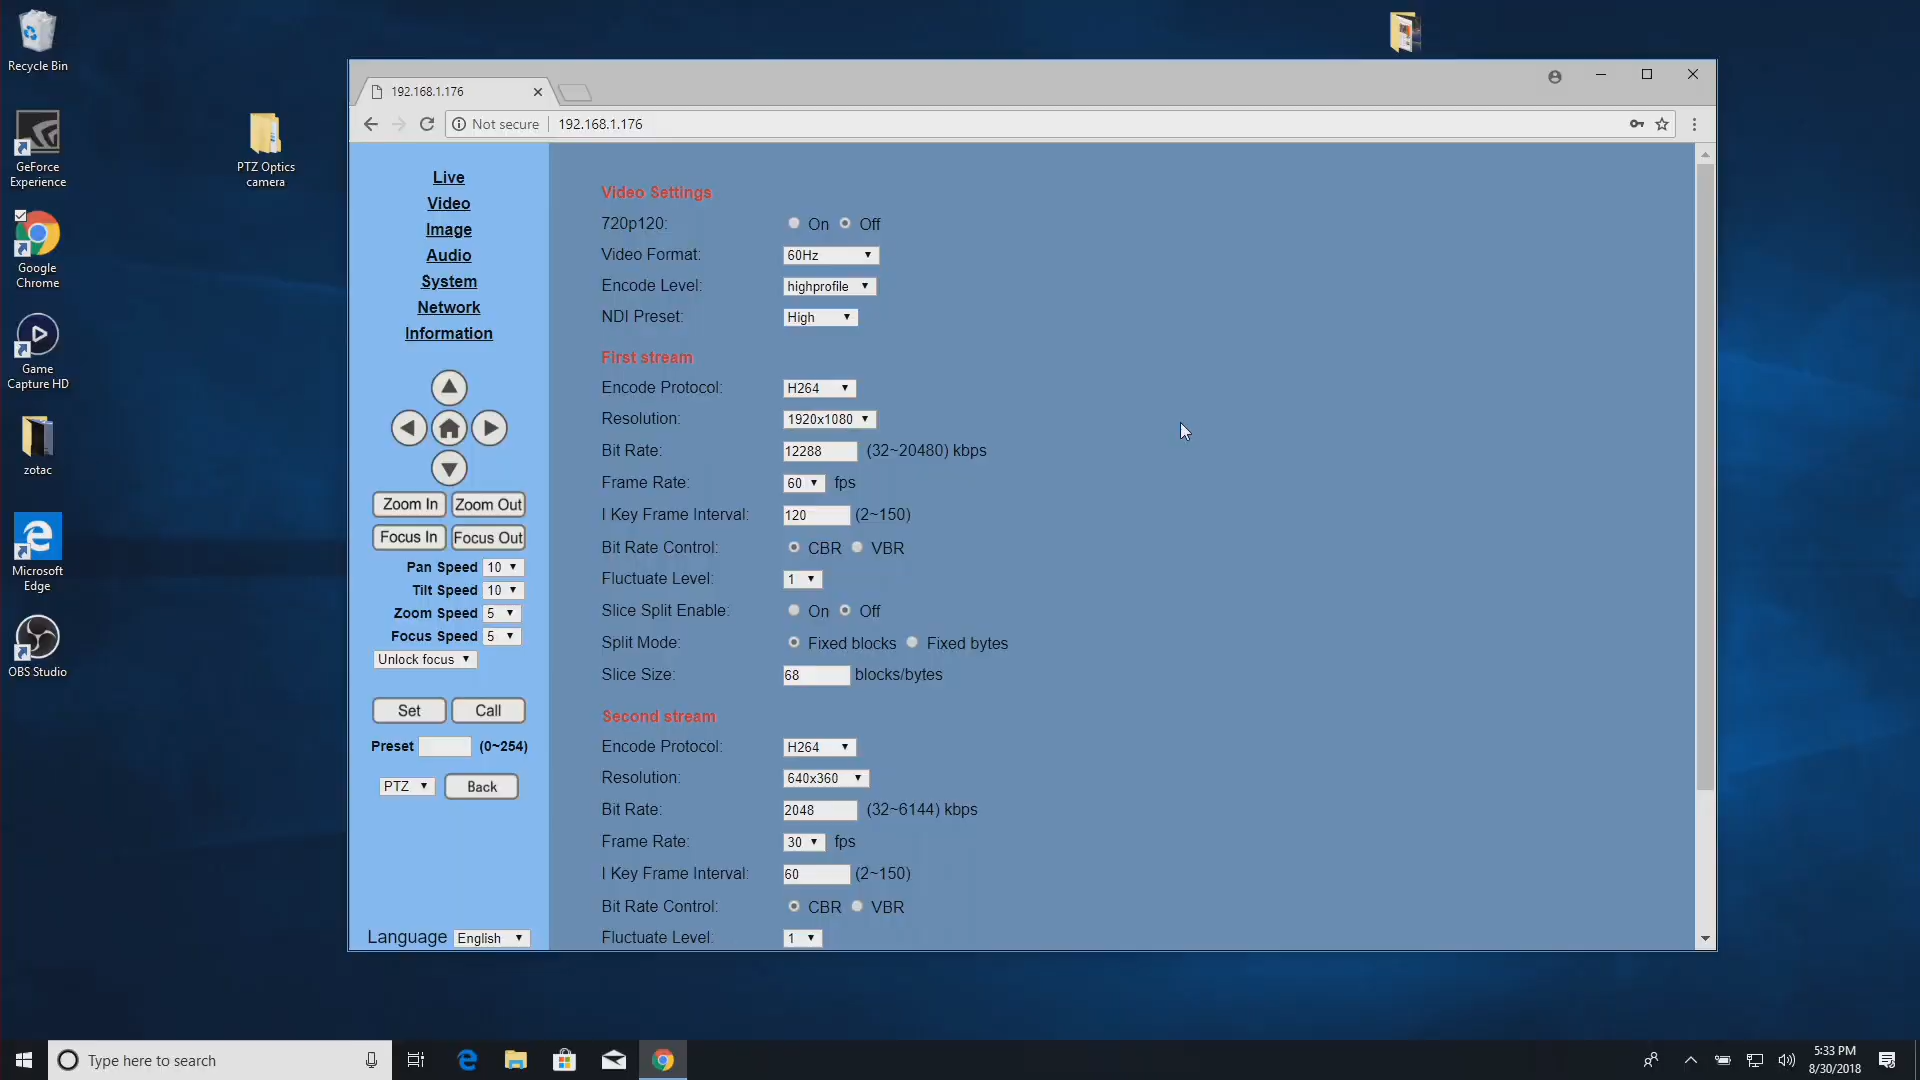 Recycle Bin
GeForce
Experience
PTZ Optics
camera
Google
Chrome
Game
Capture HD
zotac
Microsoft
Edge
OBS Studio
192.168.1.176
Not secure
192.168.1.176
Live
Video
Image
Audio
System
Network
Information
Zoom In Zoom Out
Focus In Focus Out
Pan Speed 10
Tilt Speed 10
Zoom Speed 5
Focus Speed 5
Unlock focus
Set Call
Preset (0~254)
PTZ Back
Language English
Video Settings
720p120: On Off
Video Format: 60Hz
Encode Level: highprofile
NDI Preset: High
First stream
Encode Protocol: H264
Resolution: 1920x1080
Bit Rate: 12288 (32~20480) kbps
Frame Rate: 60 fps
I Key Frame Interval: 120 (2~150)
Bit Rate Control: CBR VBR
Fluctuate Level: 1
Slice Split Enable: On Off
Split Mode: Fixed blocks Fixed bytes
Slice Size: 68 blocks/bytes
Second stream
Encode Protocol: H264
Resolution: 640x360
Bit Rate: 2048 (32~6144) kbps
Frame Rate: 30 fps
I Key Frame Interval: 60 (2~150)
Bit Rate Control: CBR VBR
Fluctuate Level: 1
Type here to search
5:33 PM
8/30/2018